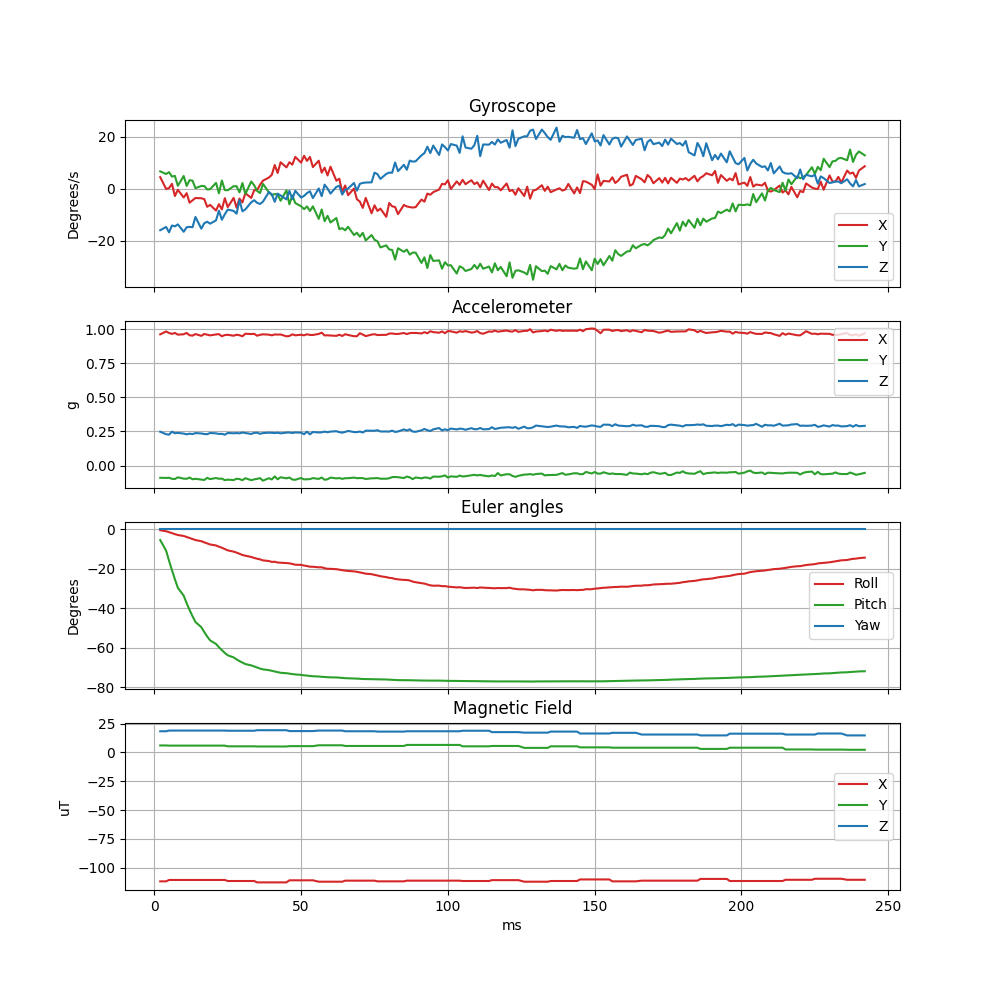 Gyroscope
Degrees/s
20
0
−20
X
Y
Z
Accelerometer
g
1.00
0.75
0.50
0.25
0.00
X
Y
Z
Euler angles
Degrees
0
−20
−40
−60
−80
Roll
Pitch
Yaw
Magnetic Field
uT
25
0
−25
−50
−75
−100
X
Y
Z
0 50 100 150 200 250
ms